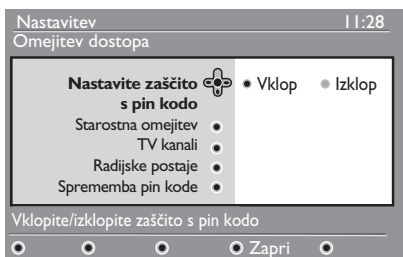 Nastavitev 11:28
Omejitev dostopa
Nastavite zaščito Vklop Izklop
s pin kodo
Starostna omejitev
TV kanali
Radijske postaje
Sprememba pin kode
Vklopite/izklopite zaščito s pin kodo
Zapri